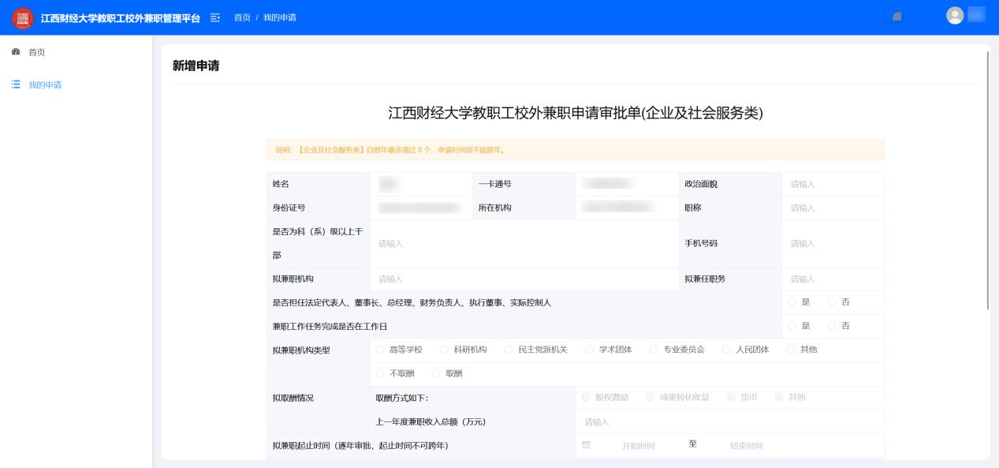 江西财经大学教职工校外兼职管理平台 首页 / 我的申请
首页
我的申请
新增申请
江西财经大学教职工校外兼职申请审批单(企业及社会服务类)
说明：【企业及社会服务类】自然年最多通过 3 个、申请时间段不能跨年。
姓名 一卡通号 政治面貌 请输入
身份证号 所在机构 职称 请输入
是否为科（系）级以上干
部 请输入 手机号码 请输入
拟兼职机构 请输入 拟兼任职务 请输入
是否担任法定代表人、董事长、总经理、财务负责人、执行董事、实际控制人 是 否
兼职工作任务完成是否在工作日 是 否
拟兼职机构类型 高等学校 科研机构 民主党派机关 学术团体 专业委员会 人民团体 其他
不取酬 取酬
拟取酬情况 取酬方式如下： 股权激励 成果转化收益 货币 其他
上一年度兼职收入总额（万元） 请输入
拟兼职起止时间（逐年审批，起止时间不可跨年） 开始时间 至 结束时间